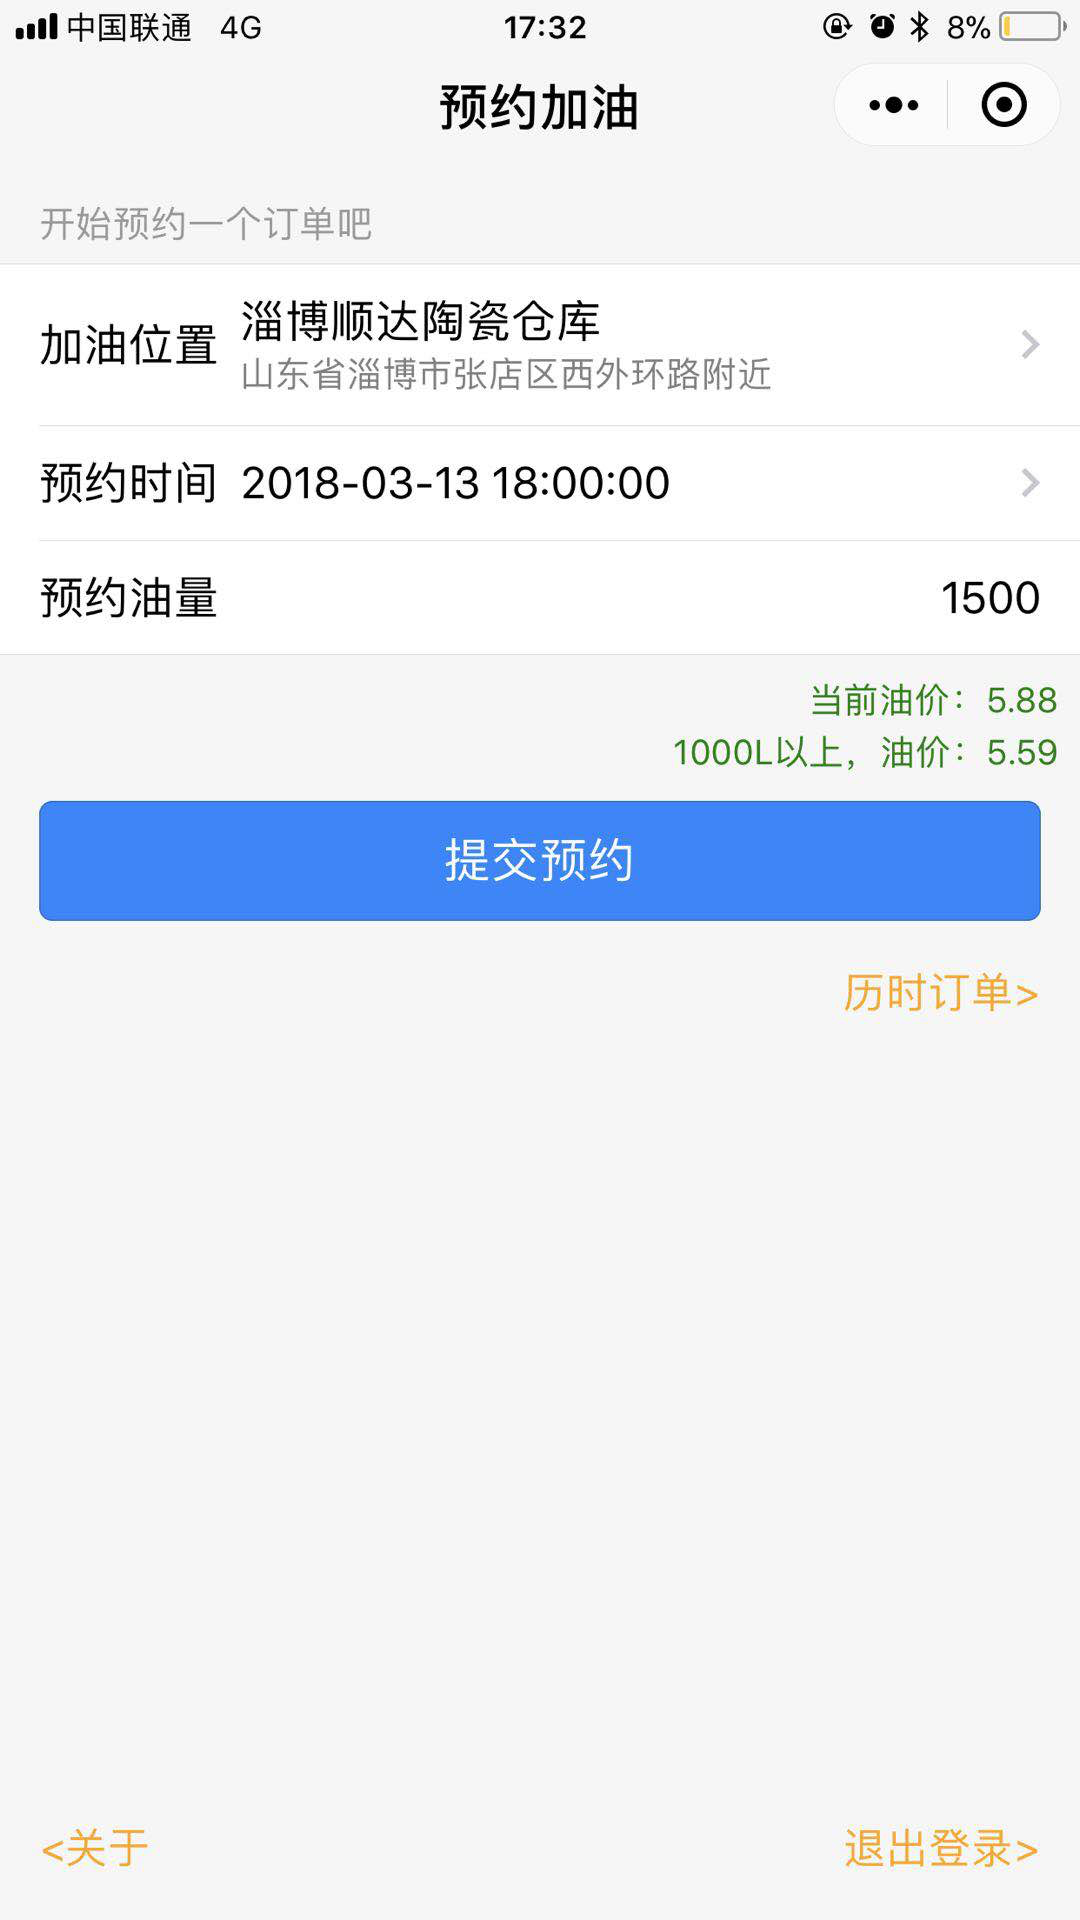 中国联通 4G 17:32 8%
预约加油
开始预约一个订单吧
加油位置 淄博顺达陶瓷仓库
山东省淄博市张店区西外环路附近
预约时间 2018-03-13 18:00:00
预约油量 1500
当前油价：5.88
1000L以上，油价：5.59
提交预约
历时订单>
<关于 退出登录>